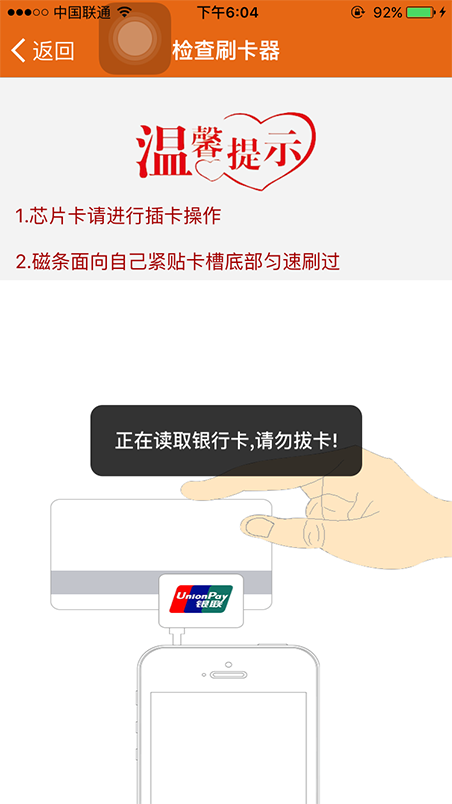 中国联通 下午6:04 92%
返回 检查刷卡器
温馨提示
1.芯片卡请进行插卡操作
2.磁条面向自己紧贴卡槽底部匀速刷过
正在读取银行卡,请勿拔卡!
UnionPay
银联